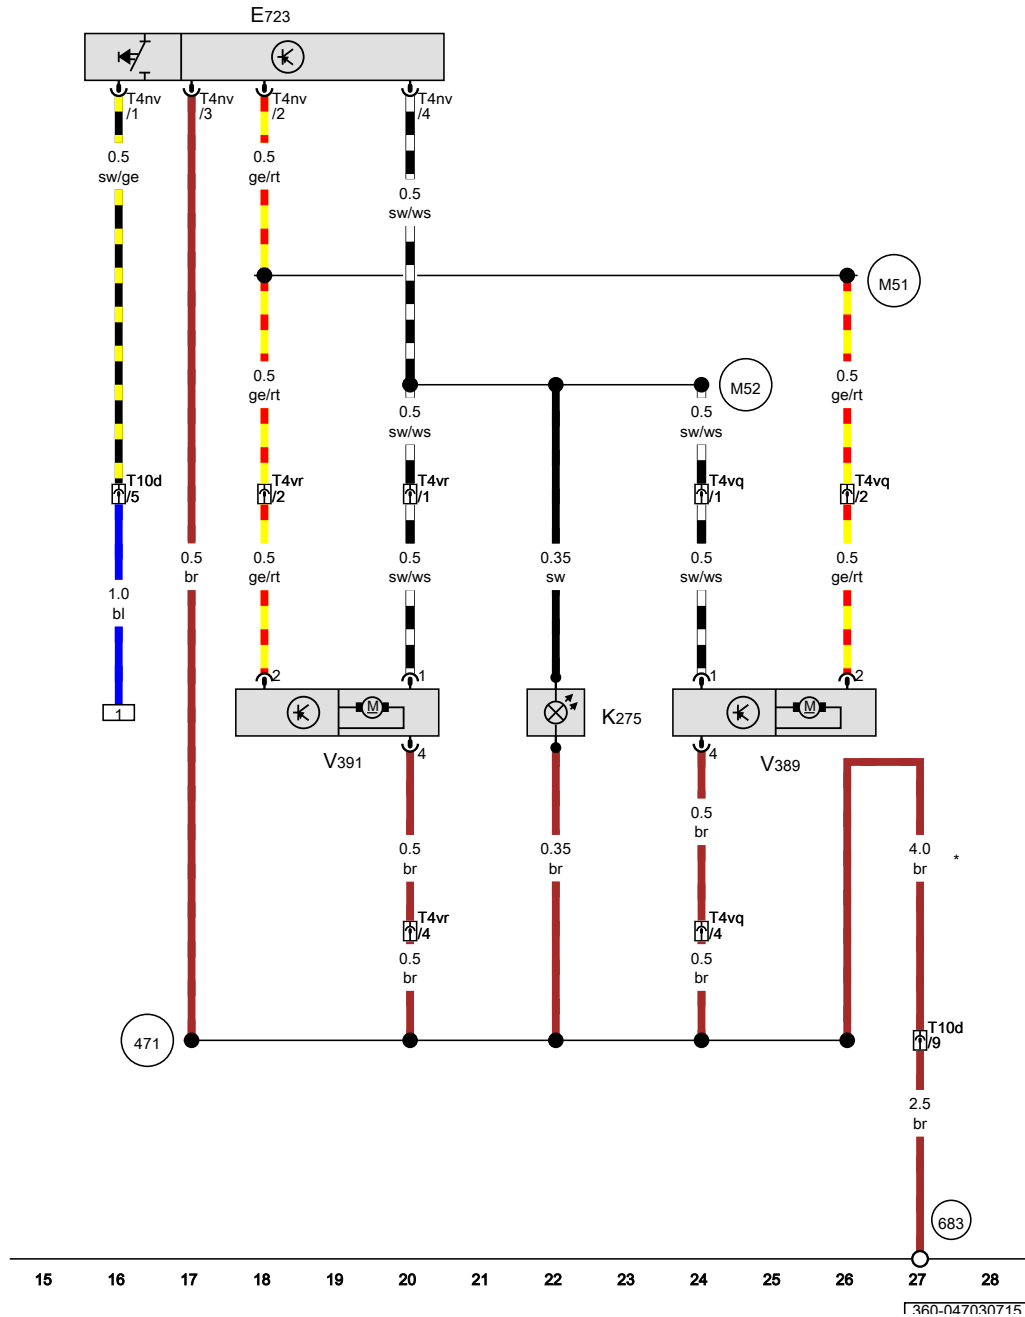 E723
T4nv
/1
T4nv
/3
T4nv
/2
T4nv
/4
0.5
sw/ge
0.5
ge/rt
0.5
sw/ws
M51
0.5
ge/rt
0.5
sw/ws
0.5
sw/ws
0.5
ge/rt
M52
T10d
/5
T4vr
/2
T4vr
/1
T4vq
/1
T4vq
/2
1.0
bl
0.5
br
0.5
ge/rt
0.5
sw/ws
0.35
sw
0.5
sw/ws
0.5
ge/rt
2
1
1
2
1
M
M
K275
V391
4
4
V389
0.5
br
0.35
br
0.5
br
4.0
br
*
T4vr
/4
T4vq
/4
0.5
br
0.5
br
471
T10d
/9
2.5
br
683
15 16 17 18 19 20 21 22 23 24 25 26 27 28
360-047030715